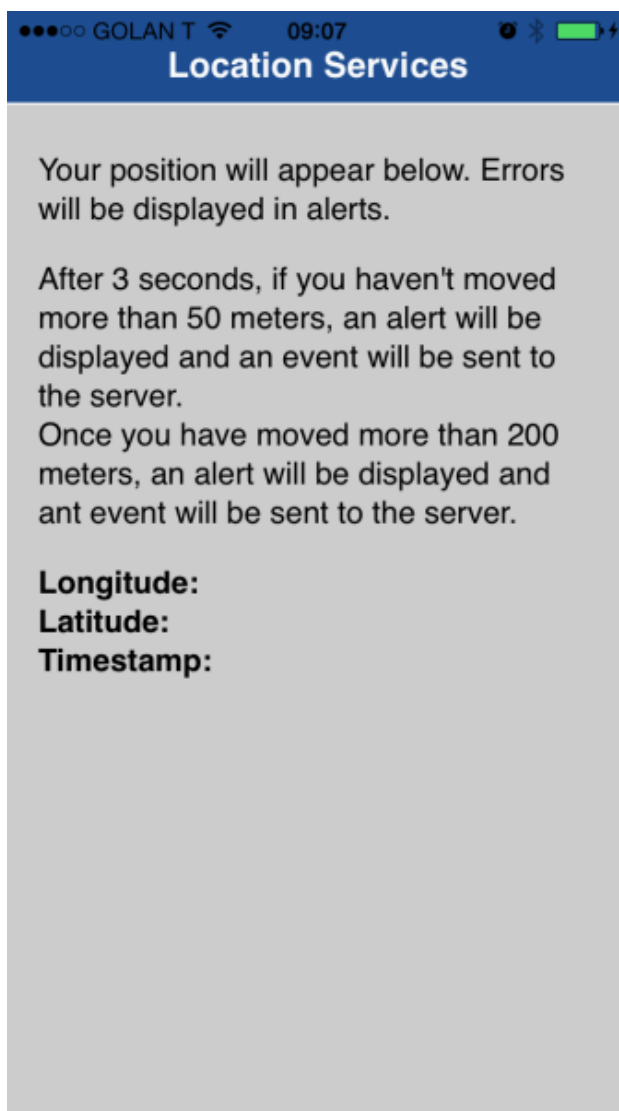 GOLAN T 09:07
Location Services
Your position will appear below. Errors
will be displayed in alerts.
After 3 seconds, if you haven't moved
more than 50 meters, an alert will be
displayed and an event will be sent to
the server.
Once you have moved more than 200
meters, an alert will be displayed and
ant event will be sent to the server.
Longitude:
Latitude:
Timestamp: